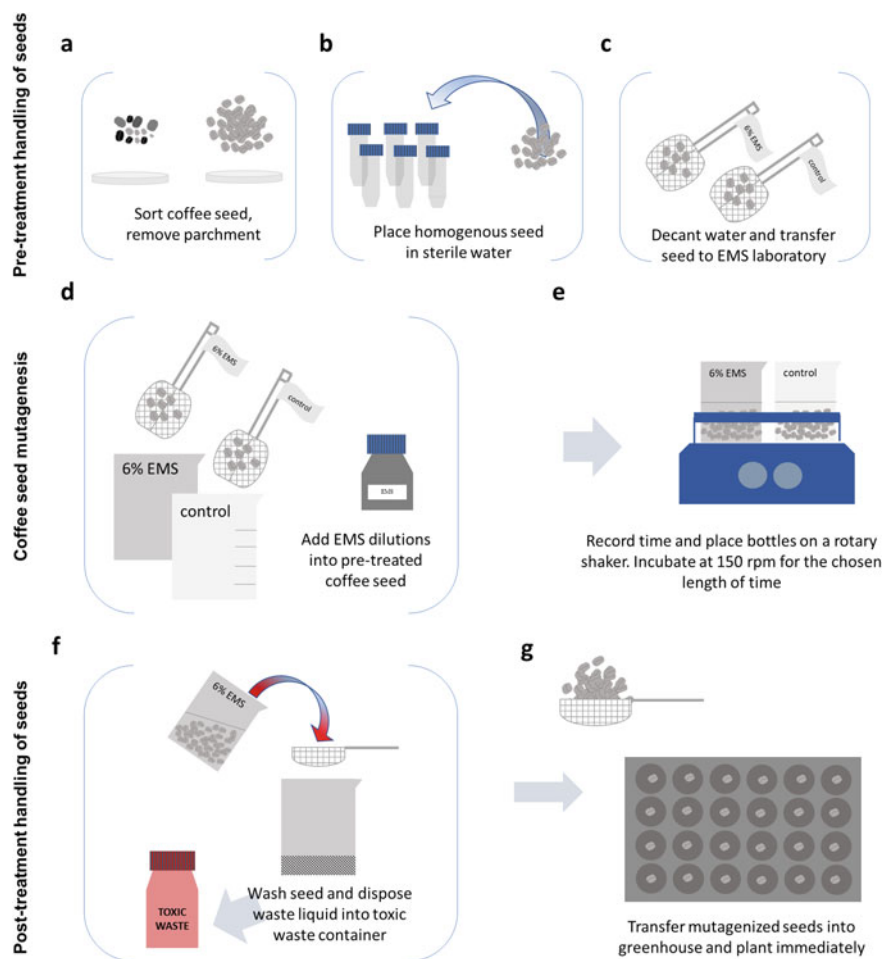 Pre-treatment handling of seeds
a
Sort coffee seed,
remove parchment
b
Place homogenous seed
in sterile water
c
6% EMS
control
Decant water and transfer
seed to EMS laboratory
Coffee seed mutagenesis
d
6% EMS
control
6% EMS
control
EMS
Add EMS dilutions
into pre-treated
coffee seed
e
6% EMS
control
Record time and place bottles on a rotary
shaker. Incubate at 150 rpm for the chosen
length of time
Post-treatment handling of seeds
f
6% EMS
TOXIC
WASTE
Wash seed and dispose
waste liquid into toxic
waste container
g
Transfer mutagenized seeds into
greenhouse and plant immediately